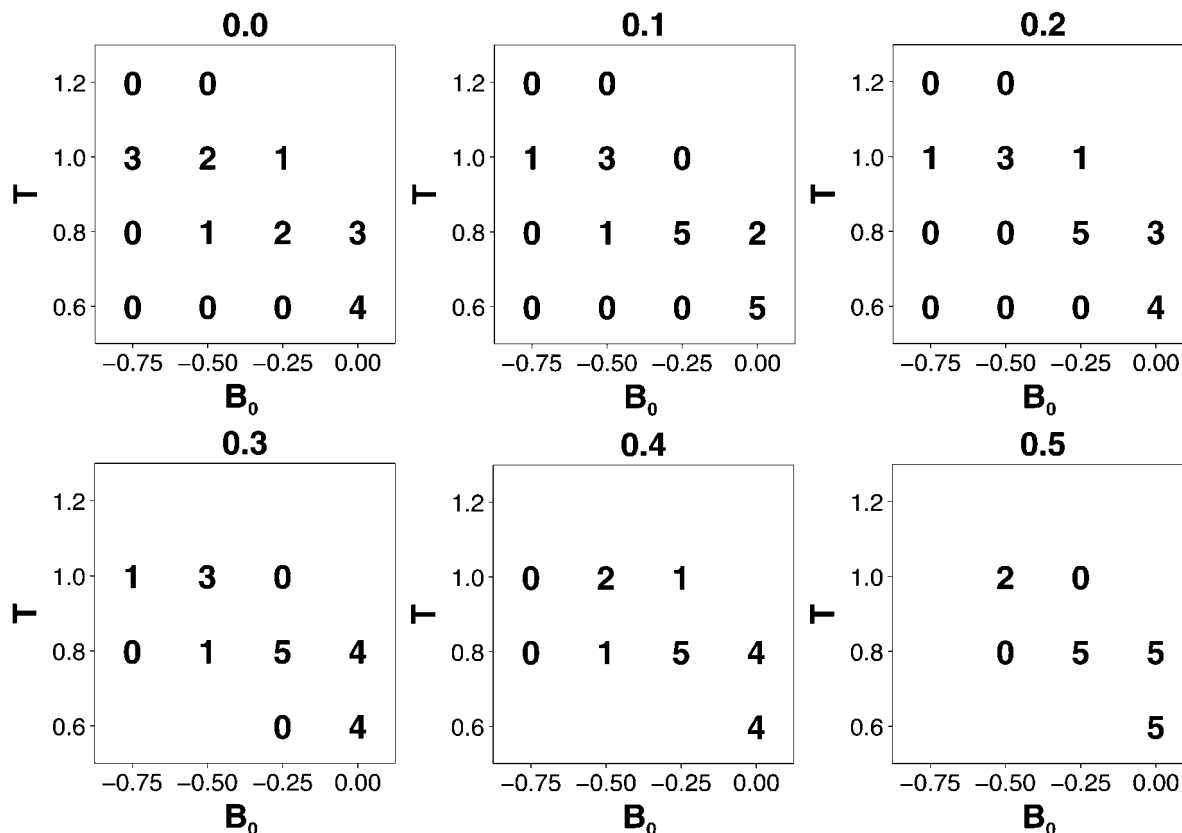 0.0 0.1 0.2
1.2 0 0 1.2 0 0 1.2 0 0
1.0 3 2 1 1.0 1 3 0 1.0 1 3 1
T T T
0.8 0 1 2 3 0.8 0 1 5 2 0.8 0 0 5 3
0.6 0 0 0 4 0.6 0 0 0 5 0.6 0 0 0 4
−0.75 −0.50 −0.25 0.00 −0.75 −0.50 −0.25 0.00 −0.75 −0.50 −0.25 0.00
B₀ B₀ B₀
0.3 0.4 0.5
1.2 1.2 1.2
1.0 1 3 0 1.0 0 2 1 1.0 2 0
T T T
0.8 0 1 5 4 0.8 0 1 5 4 0.8 0 5 5
0.6 0 4 0.6 4 0.6 5
−0.75 −0.50 −0.25 0.00 −0.75 −0.50 −0.25 0.00 −0.75 −0.50 −0.25 0.00
B₀ B₀ B₀